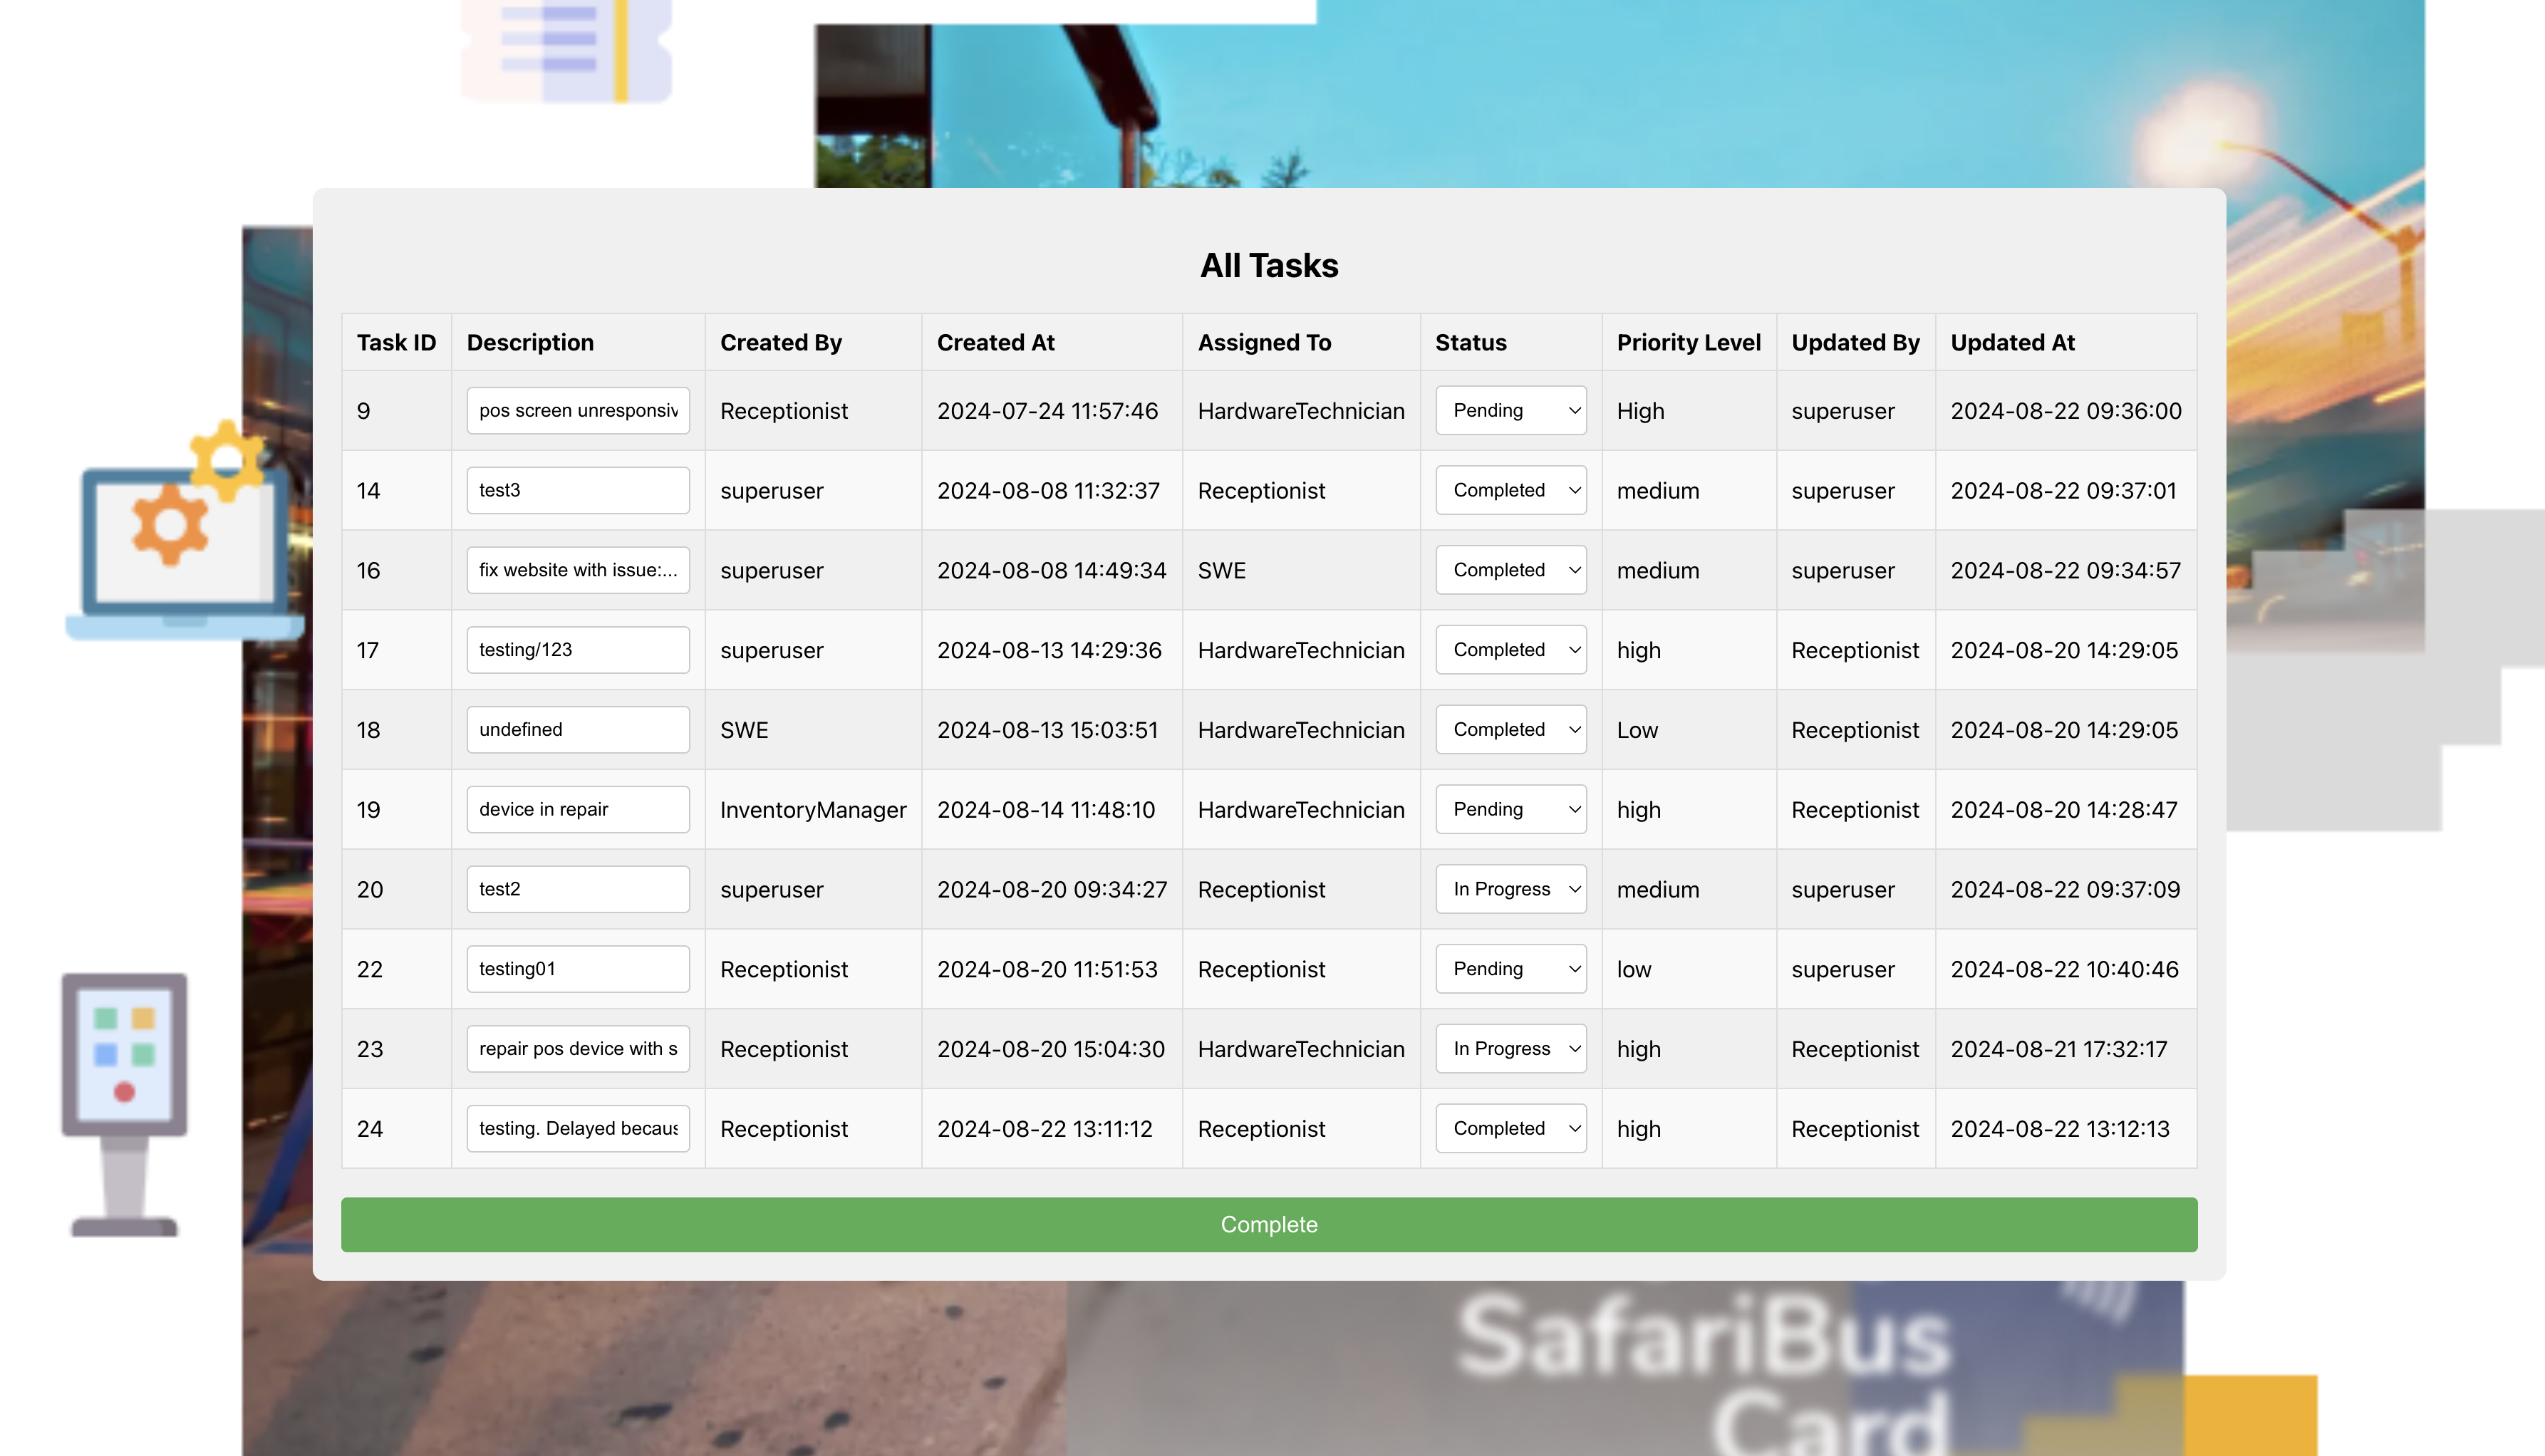 All Tasks
Task ID Description Created By Created At Assigned To Status Priority Level Updated By Updated At
9 pos screen unresponsiv Receptionist 2024-07-24 11:57:46 HardwareTechnician Pending High superuser 2024-08-22 09:36:00
14 test3 superuser 2024-08-08 11:32:37 Receptionist Completed medium superuser 2024-08-22 09:37:01
16 fix website with issue:... superuser 2024-08-08 14:49:34 SWE Completed medium superuser 2024-08-22 09:34:57
17 testing/123 superuser 2024-08-13 14:29:36 HardwareTechnician Completed high Receptionist 2024-08-20 14:29:05
18 undefined SWE 2024-08-13 15:03:51 HardwareTechnician Completed Low Receptionist 2024-08-20 14:29:05
19 device in repair InventoryManager 2024-08-14 11:48:10 HardwareTechnician Pending high Receptionist 2024-08-20 14:28:47
20 test2 superuser 2024-08-20 09:34:27 Receptionist In Progress medium superuser 2024-08-22 09:37:09
22 testing01 Receptionist 2024-08-20 11:51:53 Receptionist Pending low superuser 2024-08-22 10:40:46
23 repair pos device with s Receptionist 2024-08-20 15:04:30 HardwareTechnician In Progress high Receptionist 2024-08-21 17:32:17
24 testing. Delayed becaus Receptionist 2024-08-22 13:11:12 Receptionist Completed high Receptionist 2024-08-22 13:12:13
Complete
SafariBus
Card